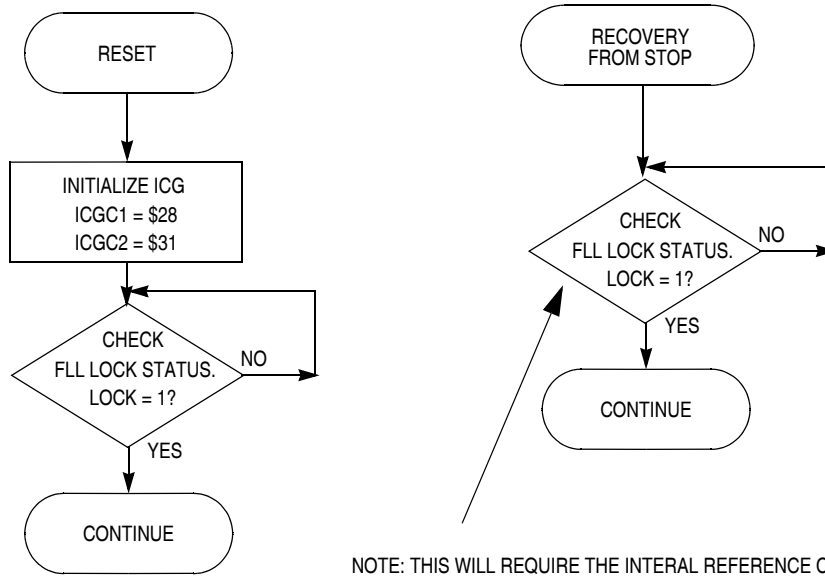 RESET
INITIALIZE ICG
ICGC1 = $28
ICGC2 = $31
CHECK
FLL LOCK STATUS.
LOCK = 1?
NO
YES
CONTINUE
RECOVERY
FROM STOP
CHECK
FLL LOCK STATUS.
LOCK = 1?
NO
YES
CONTINUE
NOTE: THIS WILL REQUIRE THE INTERAL REFERENCE